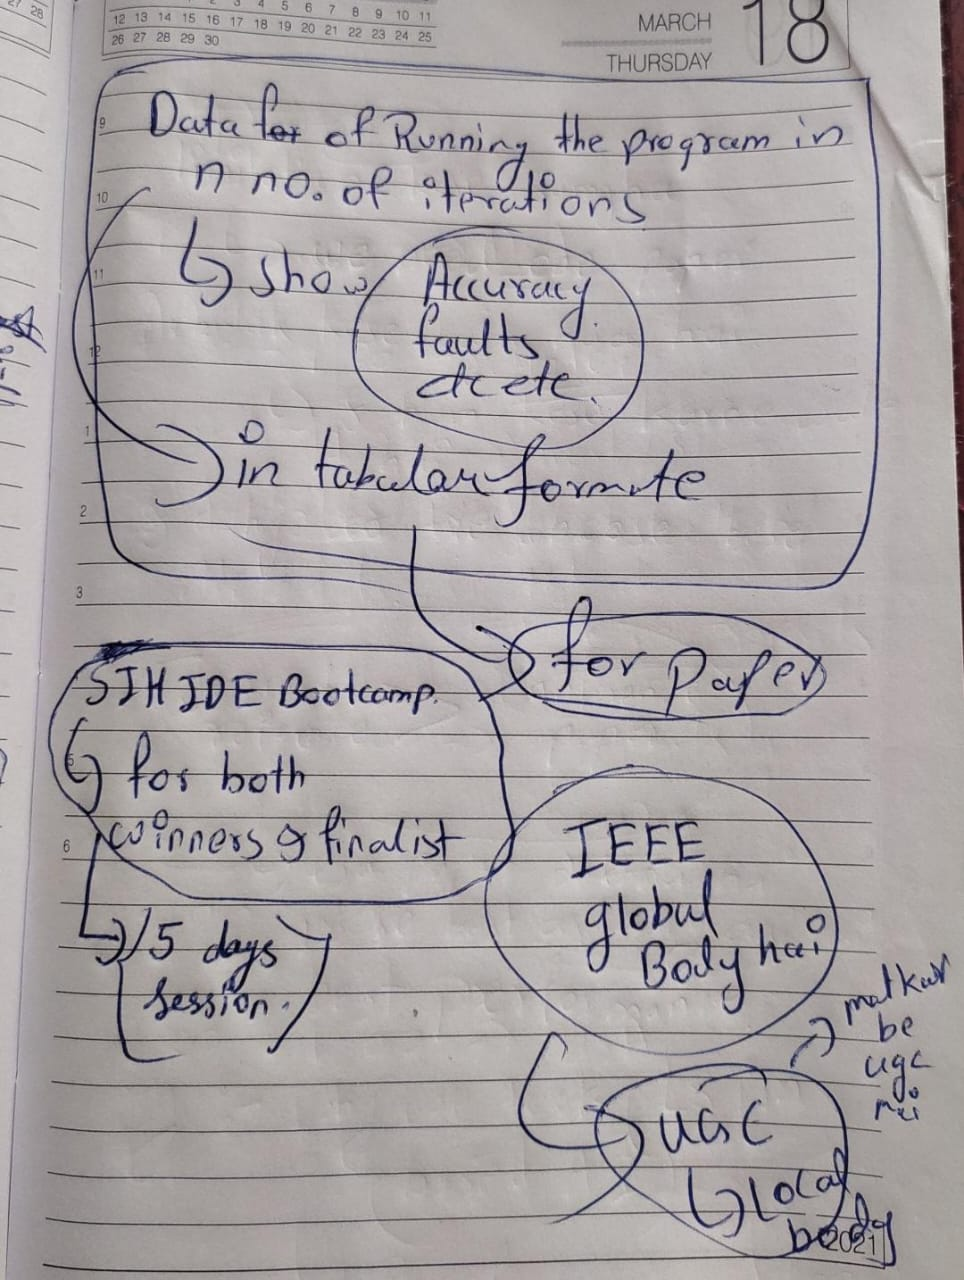 27 28
2 3 4 5 6 7 8 9 10 11
12 13 14 15 16 17 18 19 20 21 22 23 24 25
26 27 28 29 30
MARCH
THURSDAY
18
9
Data for of Running the program in
10
n no. of iterations
11
show Accuracy
faults
12
etc etc.
1
in tabular formate
2
3
for Paper
SIH IDE Bootcamp.
for both
6
winners & finalist
IEEE
global
Body hai
5 days
session.
mat kar
be
ugc
UGC
Local
body
2021